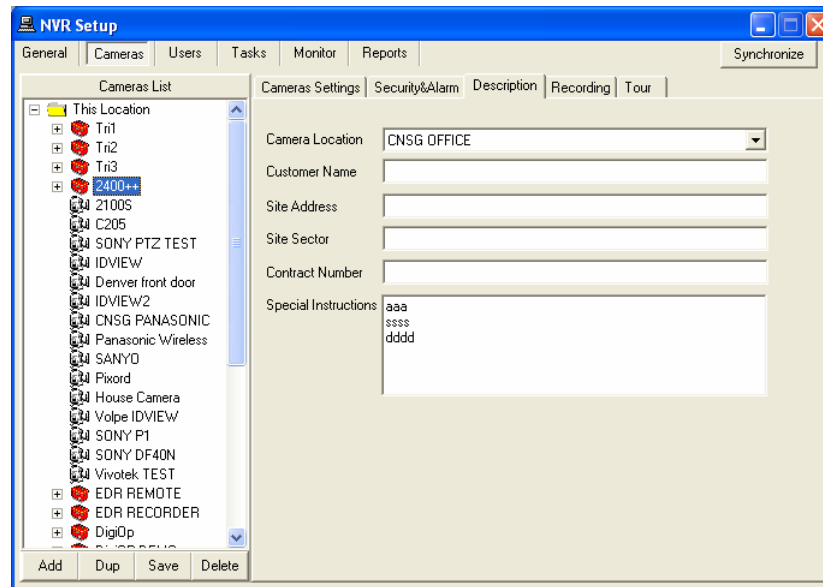 NVR Setup
General Cameras Users Tasks Monitor Reports Synchronize
Cameras List
This Location
Tri1
Tri2
Tri3
2400++
2100S
C205
SONY PTZ TEST
IDVIEW
Denver front door
IDVIEW2
CNSG PANASONIC
Panasonic Wireless
SANYO
Pixord
House Camera
Volpe IDVIEW
SONY P1
SONY DF40N
Vivotek TEST
EDR REMOTE
EDR RECORDER
DigiOp
Add Dup Save Delete
Cameras Settings Security&Alarm Description Recording Tour
Camera Location CNSG OFFICE
Customer Name
Site Address
Site Sector
Contract Number
Special Instructions aaa
ssss
dddd